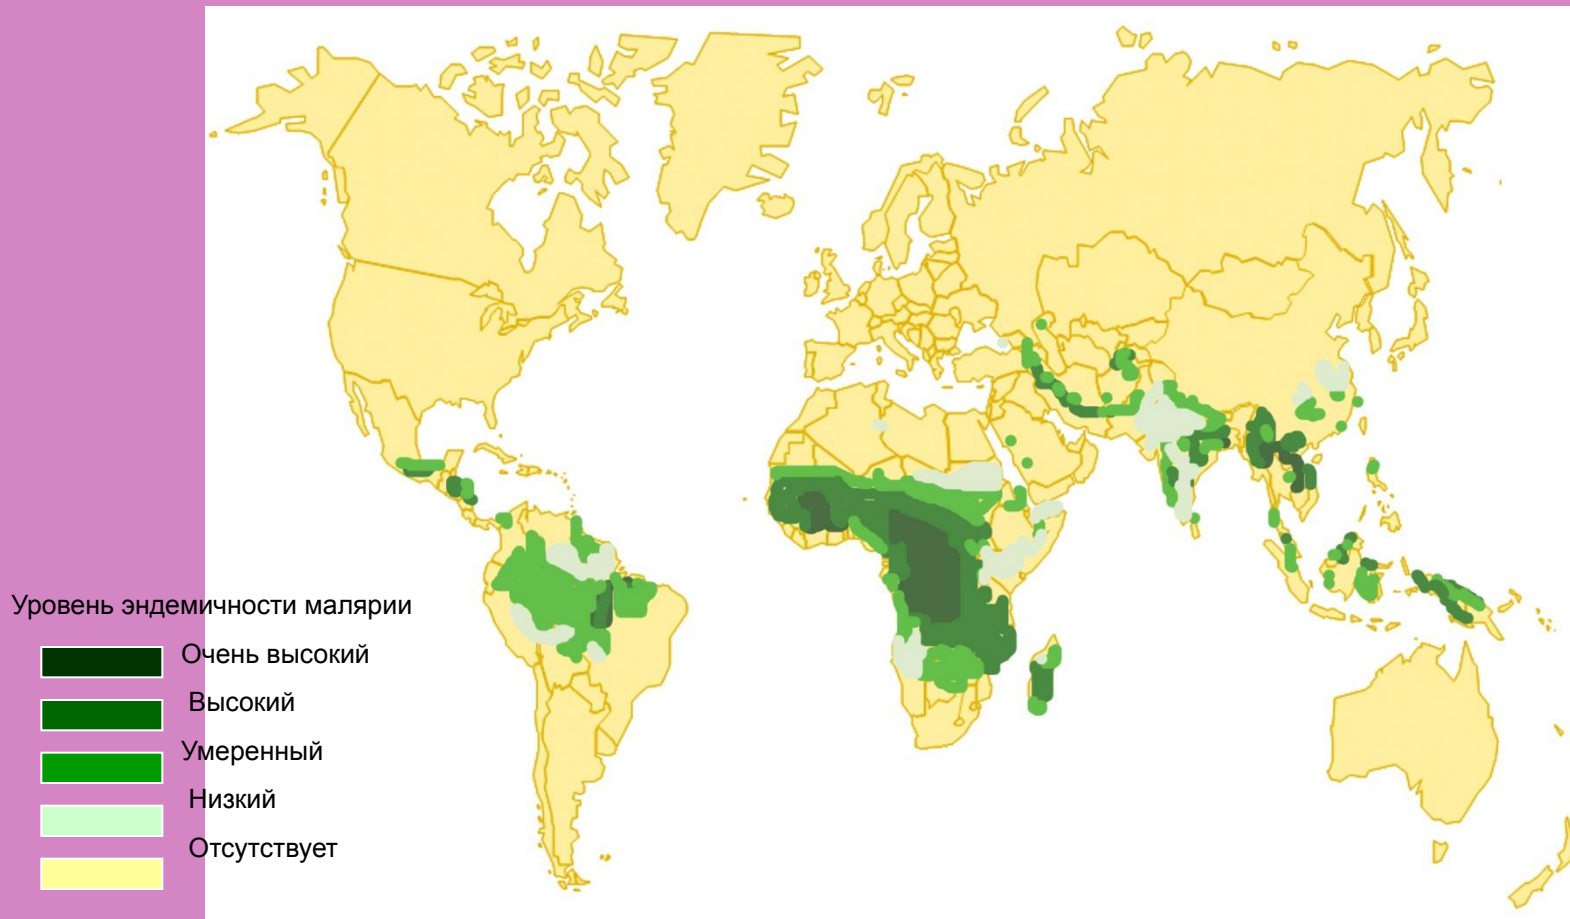 Уровень эндемичности малярии
Очень высокий
Высокий
Умеренный
Низкий
Отсутствует